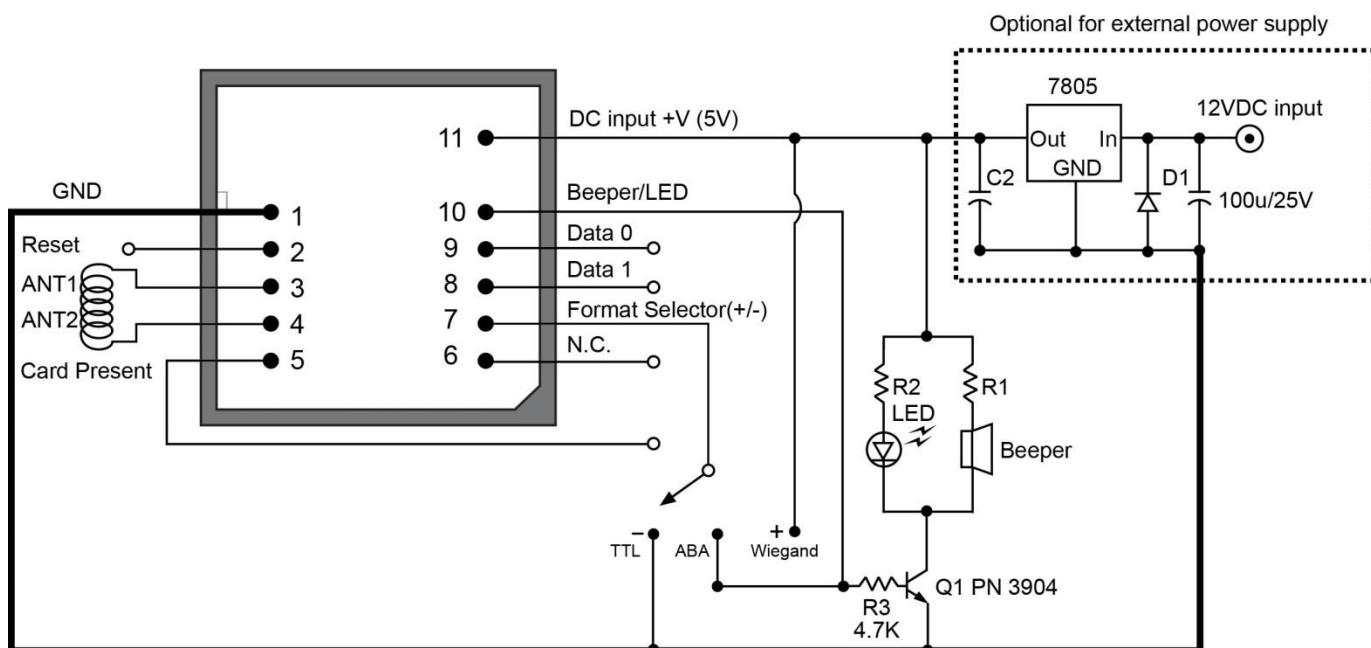 Optional for external power supply
7805
12VDC input
Out
In
GND
C2
D1
100u/25V
11
DC input +V (5V)
GND
1
10
Beeper/LED
Reset
2
9
Data 0
ANT1
3
8
Data 1
ANT2
4
7
Format Selector(+/-)
Card Present
5
6
N.C.
R2
R1
LED
Beeper
−
TTL
ABA
+
Wiegand
R3
4.7K
Q1 PN 3904